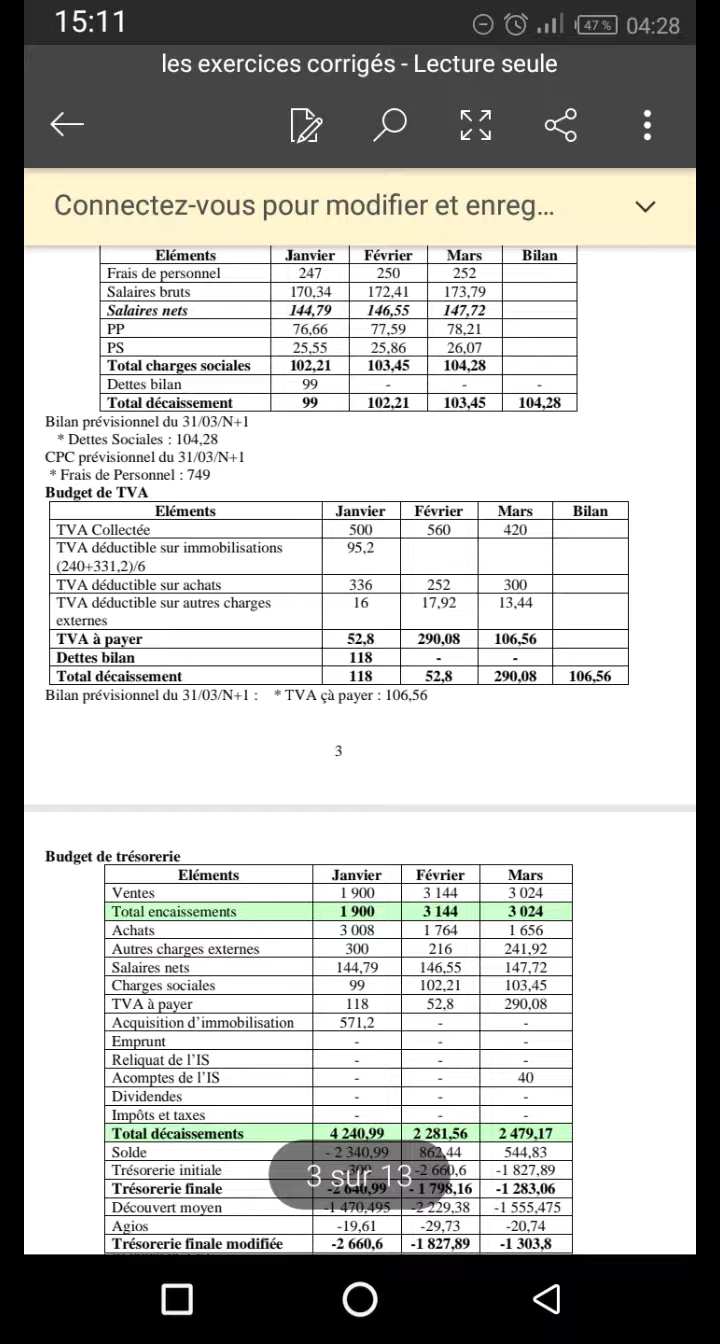 15:11 47% 04:28
les exercices corrigés - Lecture seule
Connectez-vous pour modifier et enreg...
Eléments Janvier Février Mars Bilan
Frais de personnel 247 250 252
Salaires bruts 170,34 172,41 173,79
Salaires nets 144,79 146,55 147,72
PP 76,66 77,59 78,21
PS 25,55 25,86 26,07
Total charges sociales 102,21 103,45 104,28
Dettes bilan 99 - - -
Total décaissement 99 102,21 103,45 104,28
Bilan prévisionnel du 31/03/N+1
* Dettes Sociales : 104,28
CPC prévisionnel du 31/03/N+1
* Frais de Personnel : 749
Budget de TVA
Eléments Janvier Février Mars Bilan
TVA Collectée 500 560 420
TVA déductible sur immobilisations 95,2
(240+331,2)/6
TVA déductible sur achats 336 252 300
TVA déductible sur autres charges 16 17,92 13,44
externes
TVA à payer 52,8 290,08 106,56
Dettes bilan 118 - -
Total décaissement 118 52,8 290,08 106,56
Bilan prévisionnel du 31/03/N+1 : * TVA çà payer : 106,56
3
Budget de trésorerie
Eléments Janvier Février Mars
Ventes 1 900 3 144 3 024
Total encaissements 1 900 3 144 3 024
Achats 3 008 1 764 1 656
Autres charges externes 300 216 241,92
Salaires nets 144,79 146,55 147,72
Charges sociales 99 102,21 103,45
TVA à payer 118 52,8 290,08
Acquisition d'immobilisation 571,2 - -
Emprunt - - -
Reliquat de l'IS - - -
Acomptes de l'IS - - 40
Dividendes - - -
Impôts et taxes - - -
Total décaissements 4 240,99 2 281,56 2 479,17
Solde - 2 340,99 862,44 544,83
Trésorerie initiale -2 660,6 -1 827,89
3 sur 13
Trésorerie finale -2 640,99 - 1 798,16 -1 283,06
Découvert moyen -1 470,495 -2 229,38 -1 555,475
Agios -19,61 -29,73 -20,74
Trésorerie finale modifiée -2 660,6 -1 827,89 -1 303,8